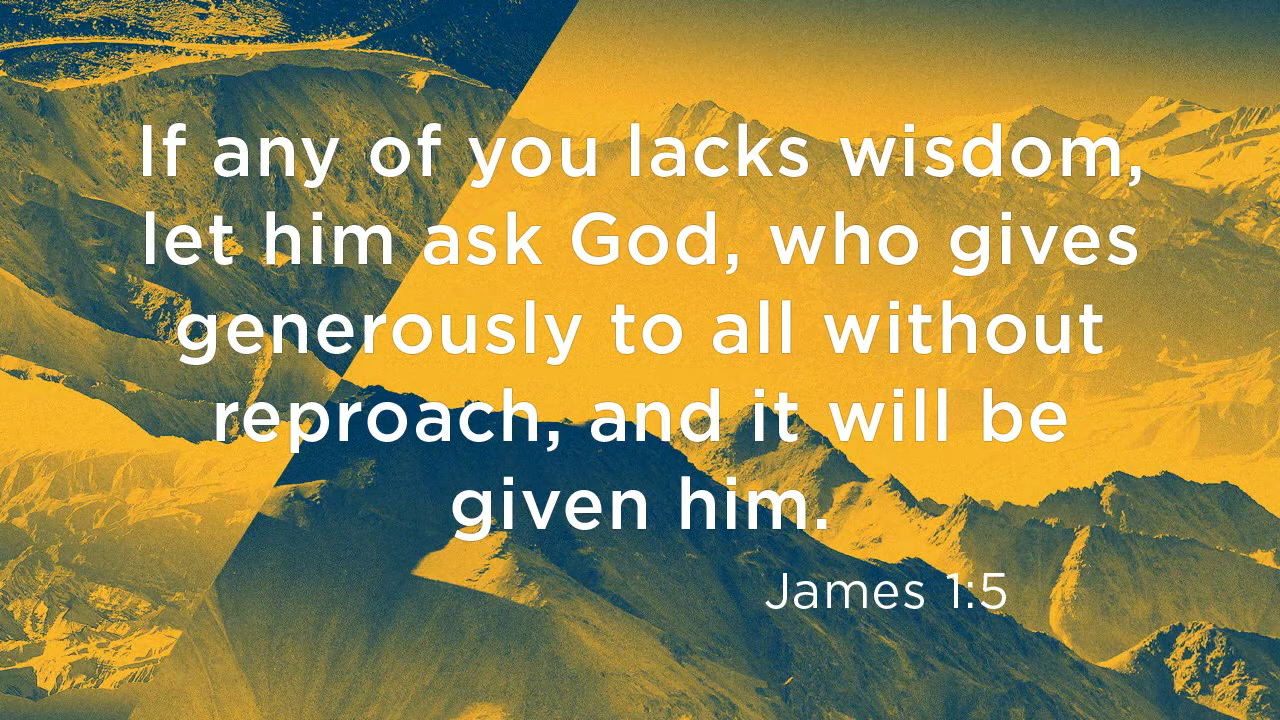 If any of you lacks wisdom,
let him ask God, who gives
generously to all without
reproach, and it will be
given him.
James 1:5